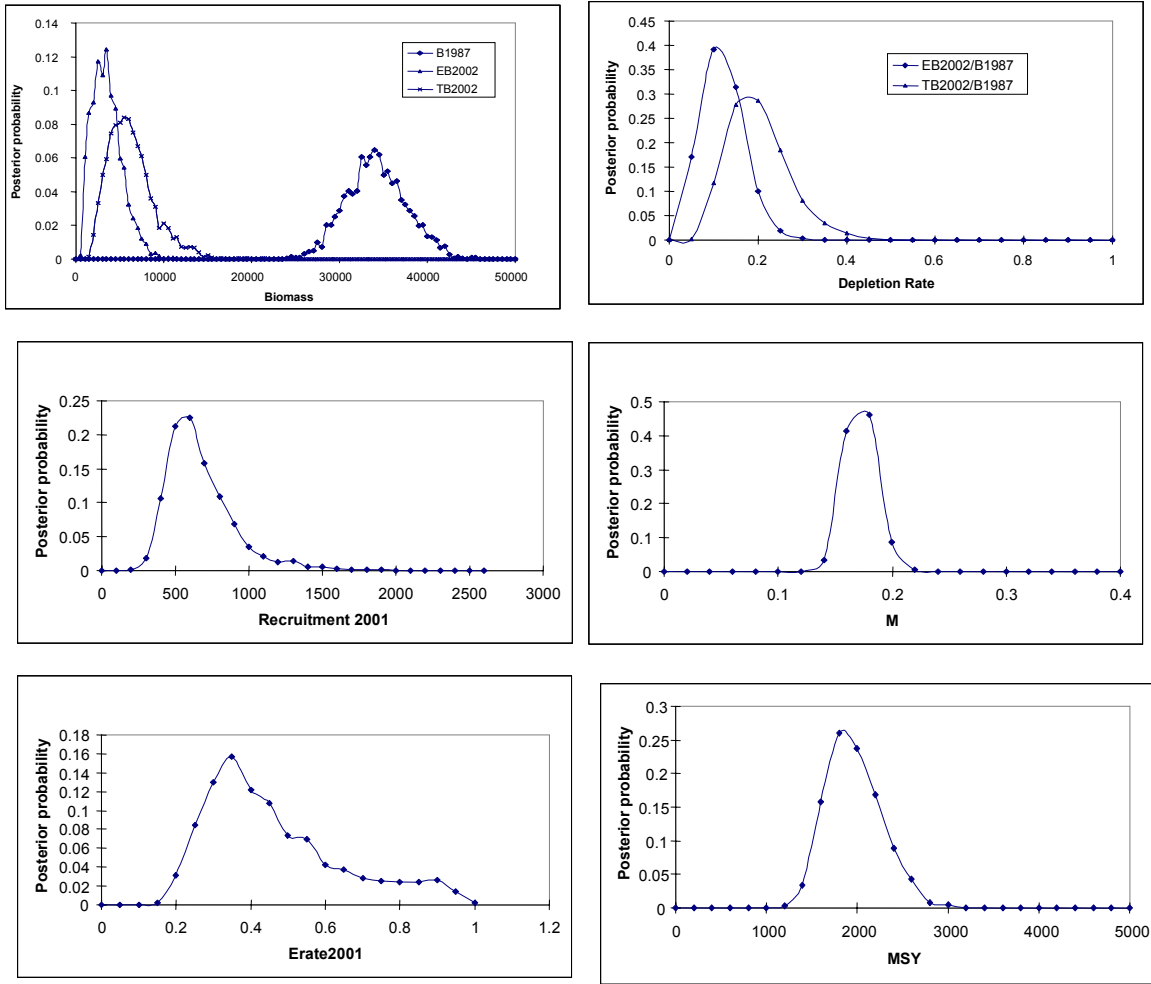 0.14
0.12
0.1
0.08
0.06
0.04
0.02
0
Posterior probability
0 10000 20000 30000 40000 50000
Biomass
B1987
EB2002
TB2002
0.45
0.4
0.35
0.3
0.25
0.2
0.15
0.1
0.05
0
Posterior probability
0 0.2 0.4 0.6 0.8 1
Depletion Rate
EB2002/B1987
TB2002/B1987
0.25
0.2
0.15
0.1
0.05
0
Posterior probability
0 500 1000 1500 2000 2500 3000
Recruitment 2001
0.5
0.4
0.3
0.2
0.1
0
Posterior probability
0 0.1 0.2 0.3 0.4
M
0.18
0.16
0.14
0.12
0.1
0.08
0.06
0.04
0.02
0
Posterior probability
0 0.2 0.4 0.6 0.8 1 1.2
Erate2001
0.3
0.25
0.2
0.15
0.1
0.05
0
Posterior probability
0 1000 2000 3000 4000 5000
MSY